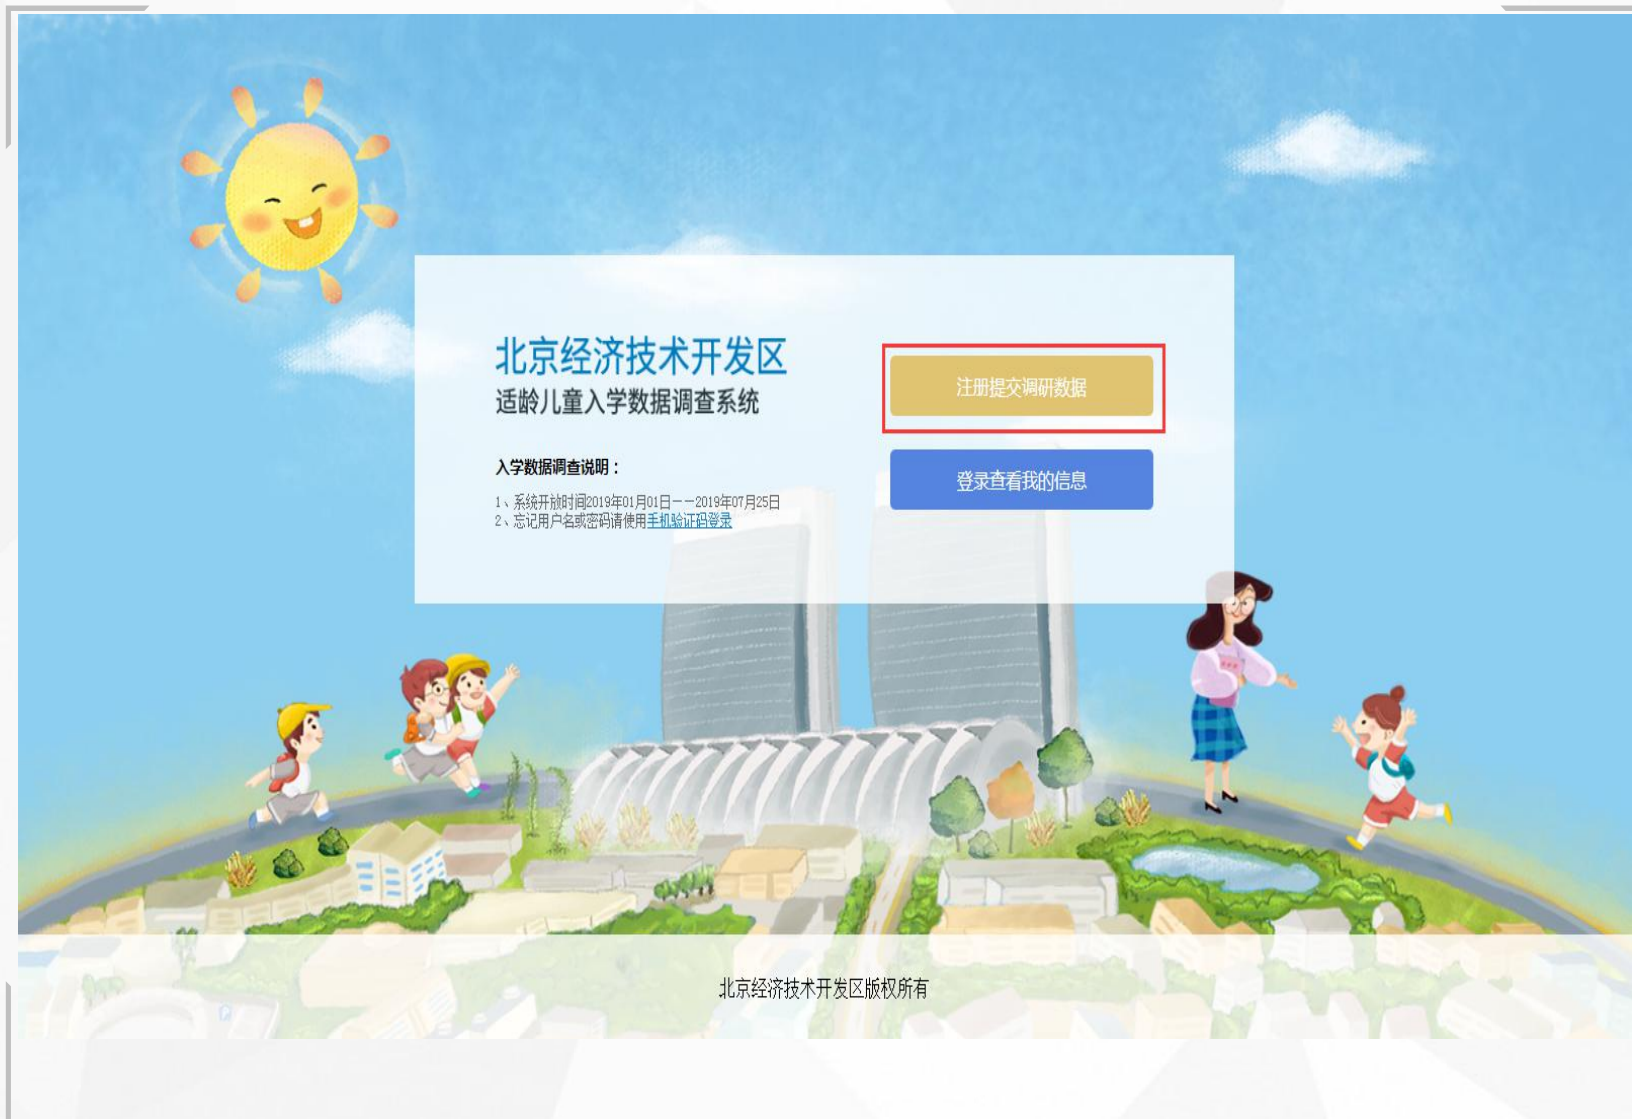 北京经济技术开发区
适龄儿童入学数据调查系统
入学数据调查说明：
1、系统开放时间2019年01月01日——2019年07月25日
2、忘记用户名或密码请使用手机验证码登录
注册提交调研数据
登录查看我的信息
北京经济技术开发区版权所有